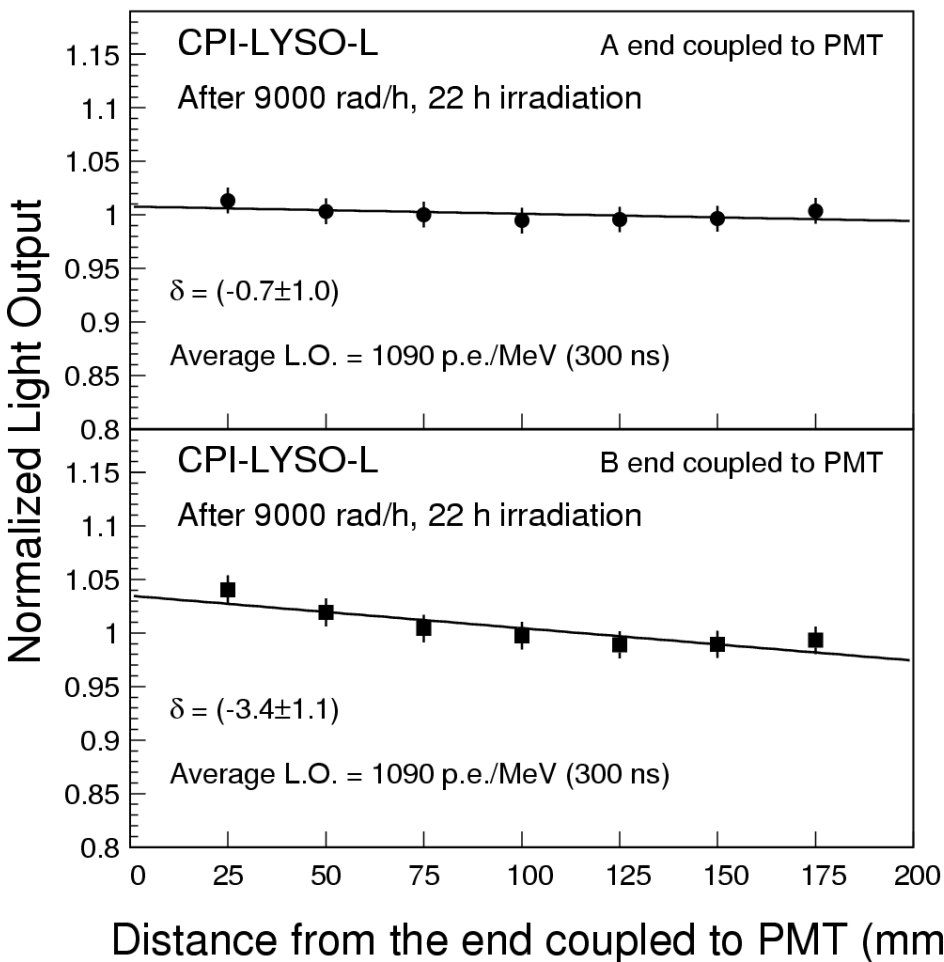 CPI-LYSO-L
A end coupled to PMT
After 9000 rad/h, 22 h irradiation
δ = (-0.7±1.0)
Average L.O. = 1090 p.e./MeV (300 ns)
1.15
1.1
1.05
1
0.95
0.9
0.85
0.8
CPI-LYSO-L
B end coupled to PMT
After 9000 rad/h, 22 h irradiation
δ = (-3.4±1.1)
Average L.O. = 1090 p.e./MeV (300 ns)
1.15
1.1
1.05
1
0.95
0.9
0.85
0.8
0 25 50 75 100 125 150 175 200
Normalized Light Output
Distance from the end coupled to PMT (mm